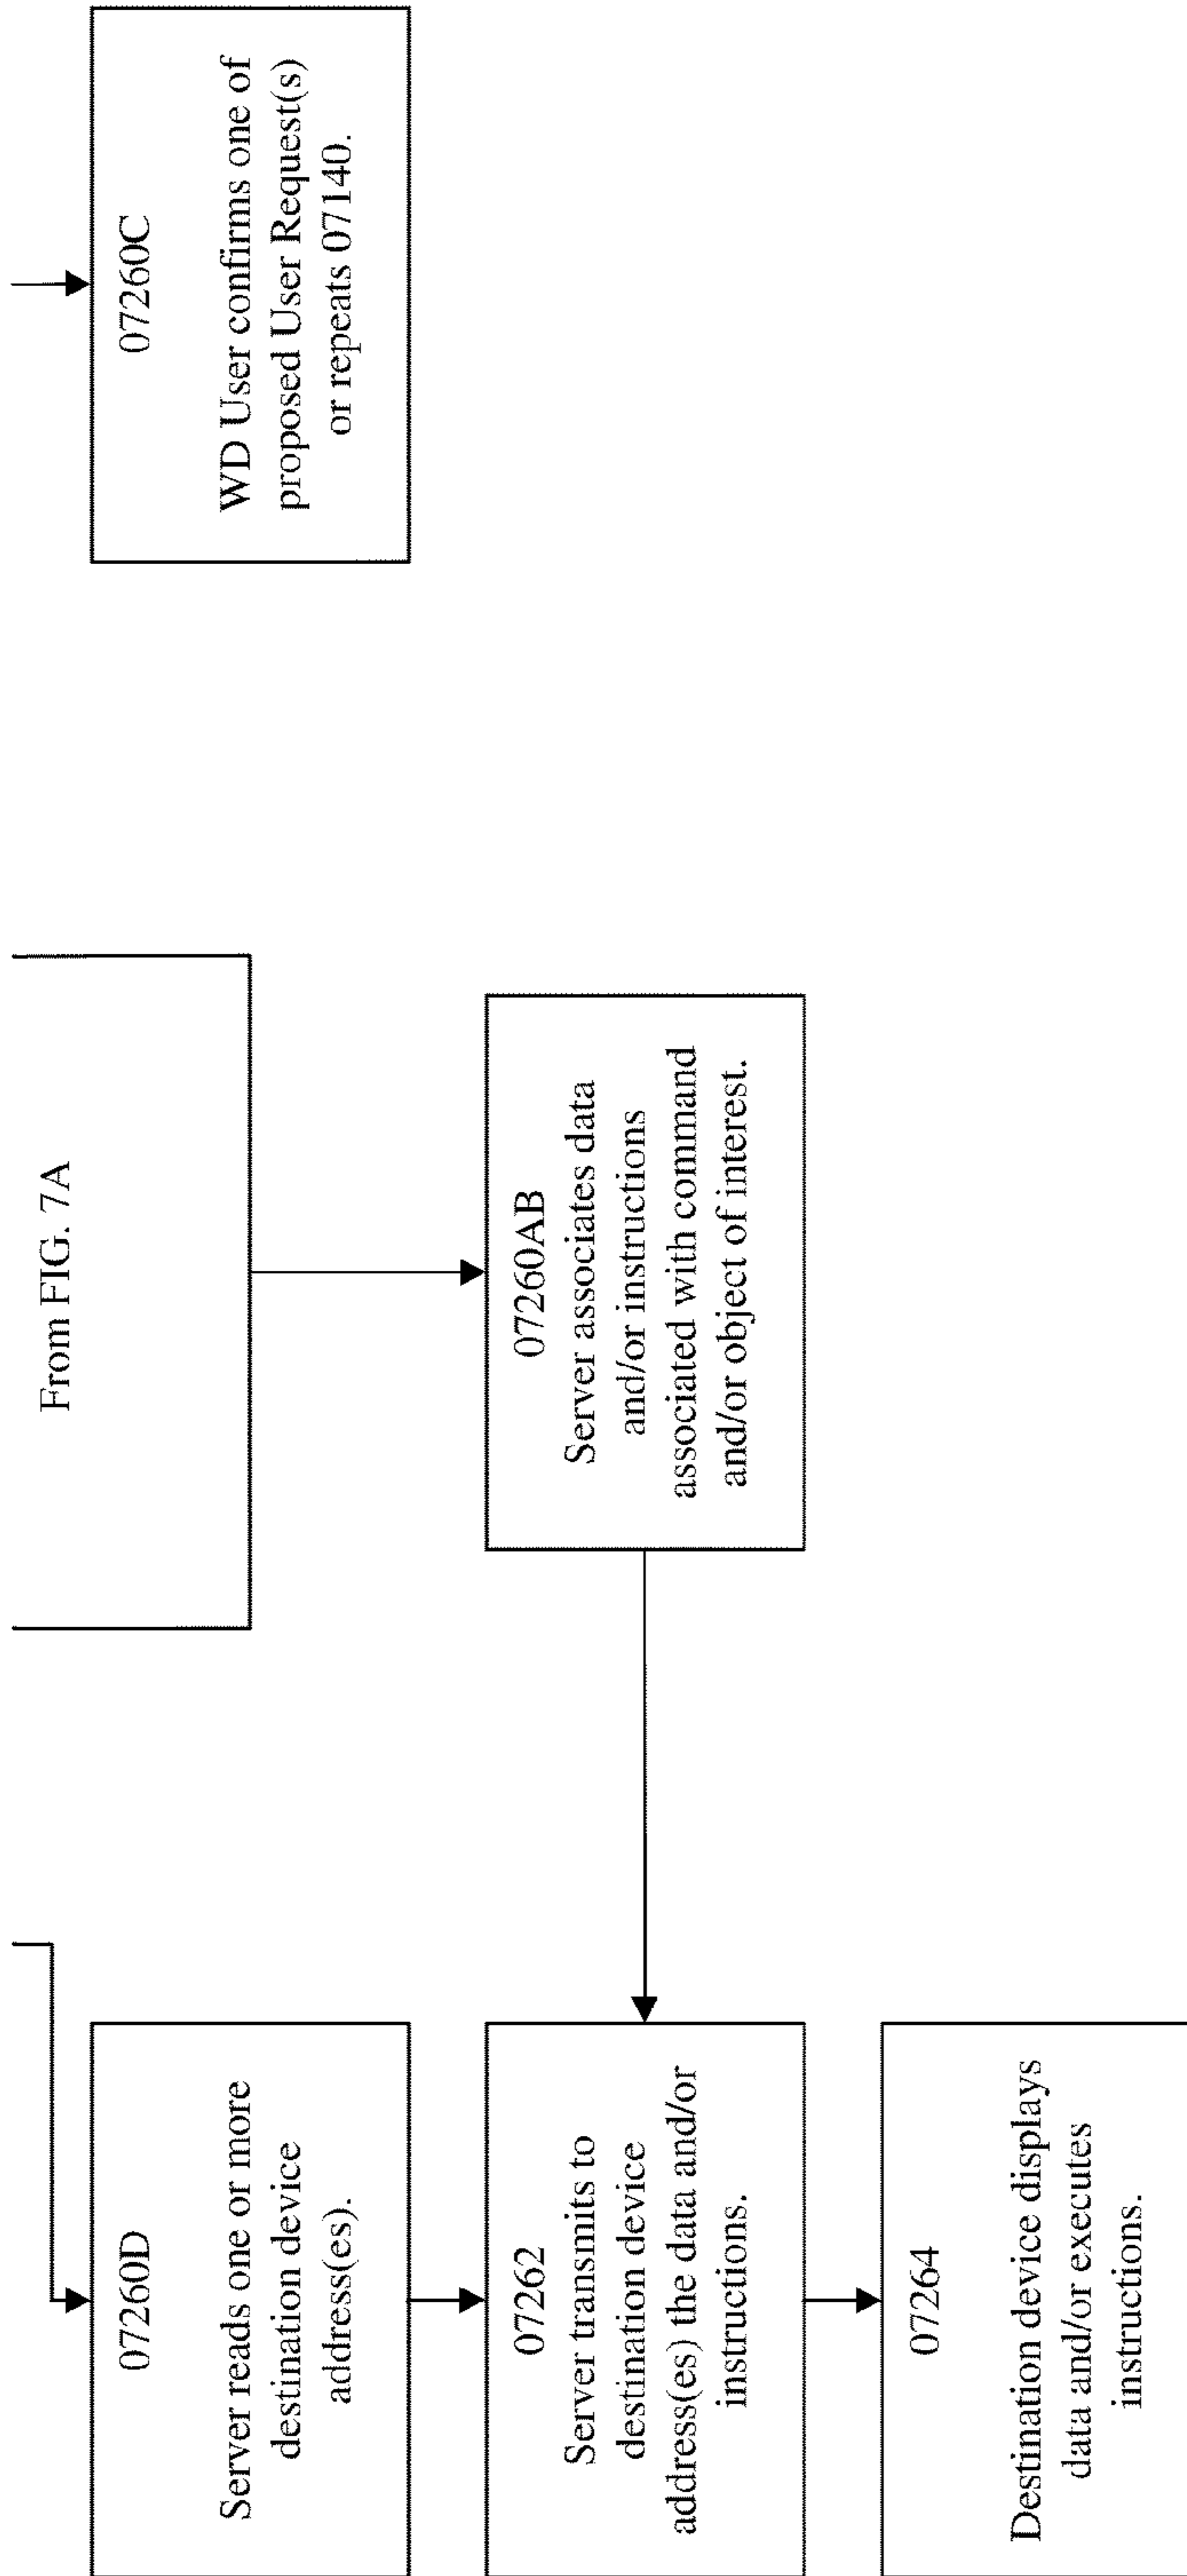 From FIG. 7A
07260D
Server reads one or more
destination device
address(es).
07260C
WD User confirms one of
proposed User Request(s)
or repeats 07140.
07262
Server transmits to
destination device
address(es) the data and/or
instructions.
07260AB
Server associates data
and/or instructions
associated with command
and/or object of interest.
07264
Destination device displays
data and/or executes
instructions.